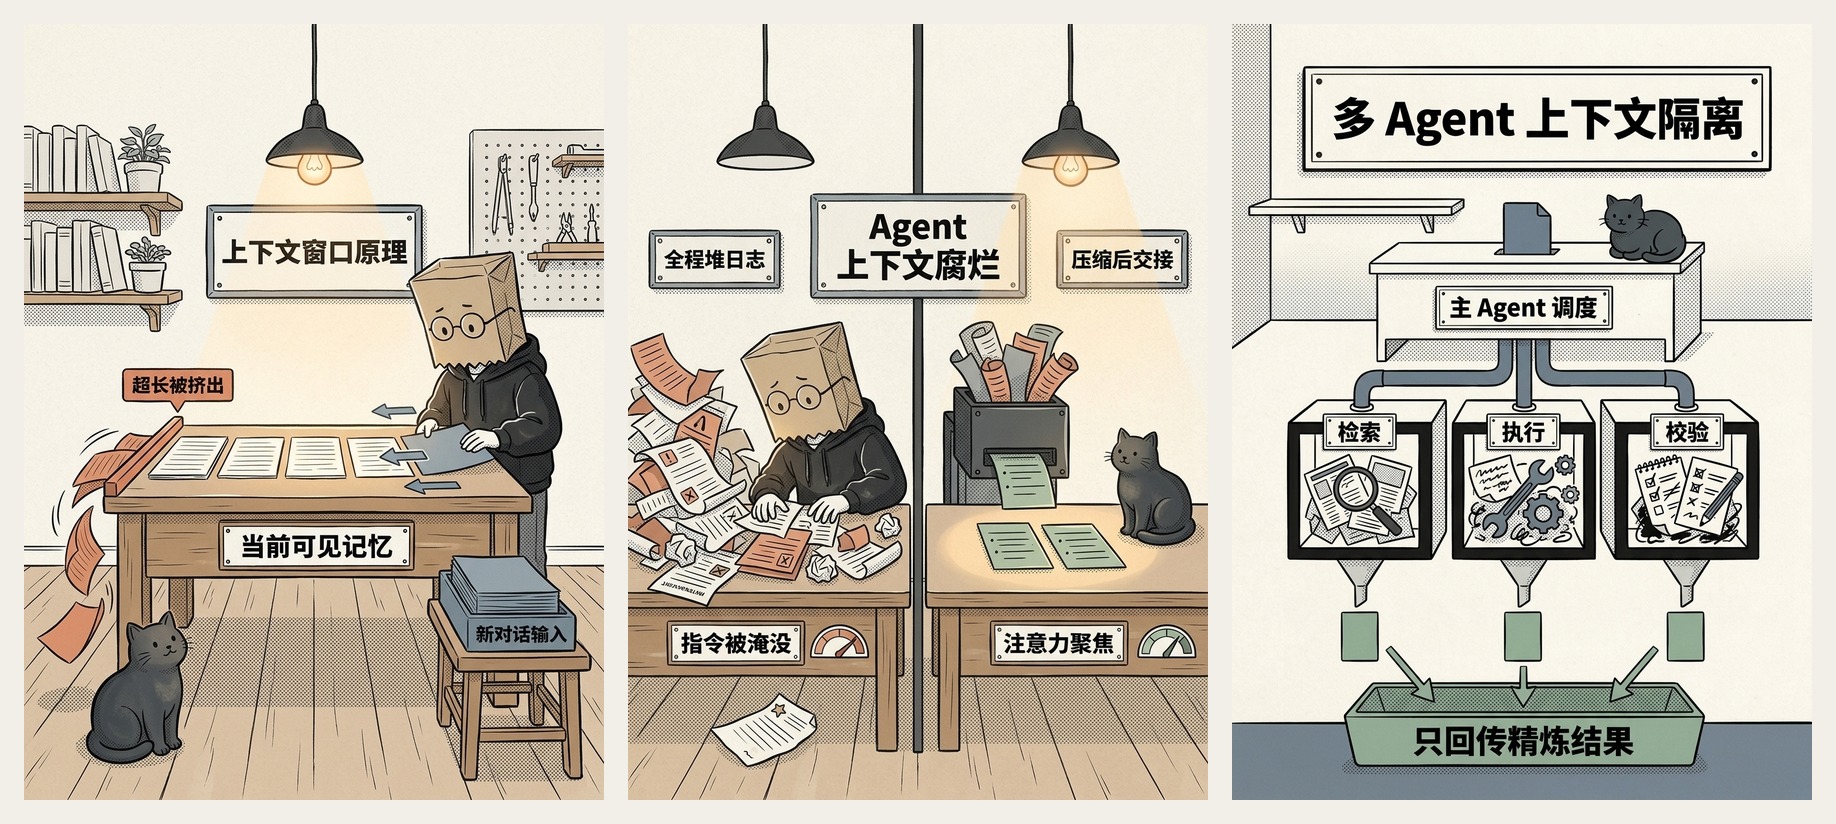 上下文窗口原理
超长被挤出
当前可见记忆
新对话输入
全程堆日志
Agent
上下文腐烂
压缩后交接
指令被淹没
注意力聚焦
多 Agent 上下文隔离
主 Agent 调度
检索
执行
校验
只回传精炼结果